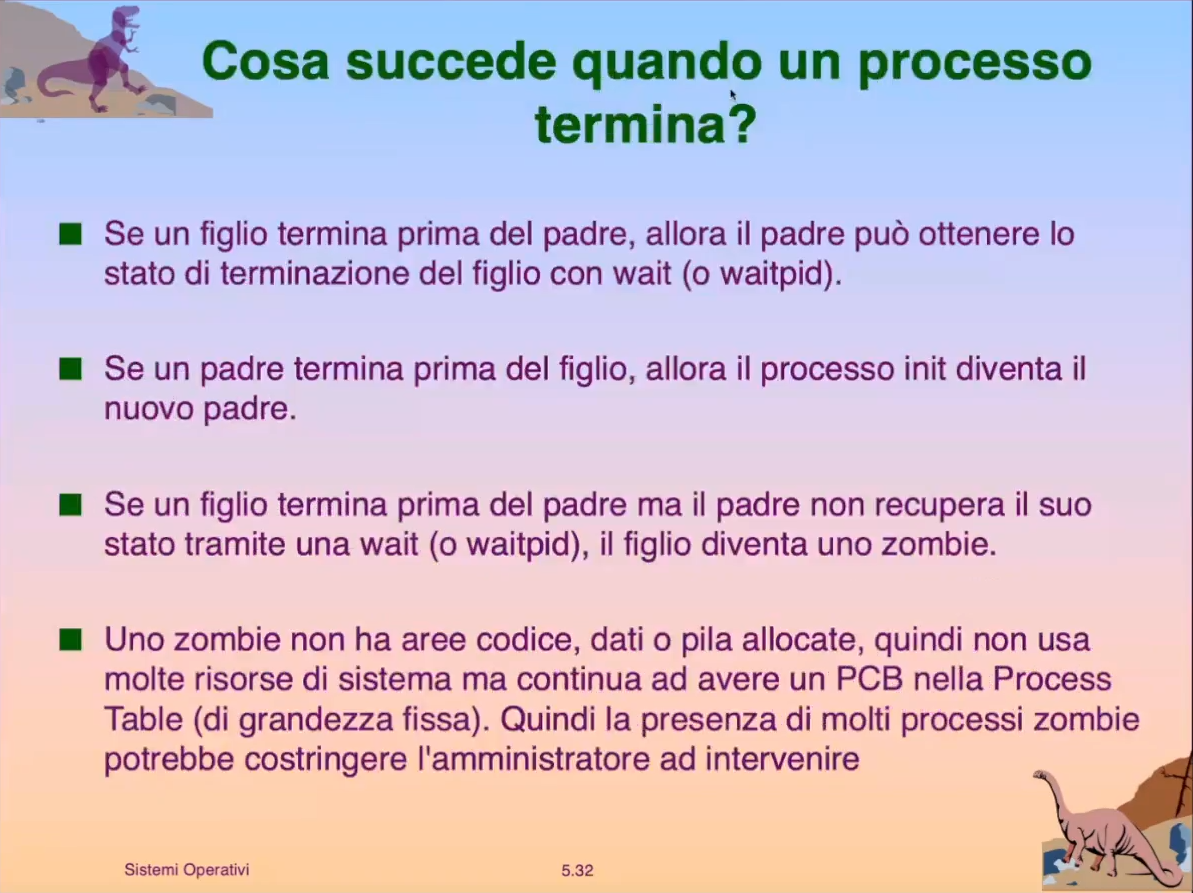 Cosa succede quando un processo
termina?
Se un figlio termina prima del padre, allora il padre può ottenere lo
stato di terminazione del figlio con wait (o waitpid).
Se un padre termina prima del figlio, allora il processo init diventa il
nuovo padre.
Se un figlio termina prima del padre ma il padre non recupera il suo
stato tramite una wait (o waitpid), il figlio diventa uno zombie.
Uno zombie non ha aree codice, dati o pila allocate, quindi non usa
molte risorse di sistema ma continua ad avere un PCB nella Process
Table (di grandezza fissa). Quindi la presenza di molti processi zombie
potrebbe costringere l'amministratore ad intervenire
Sistemi Operativi
5.32